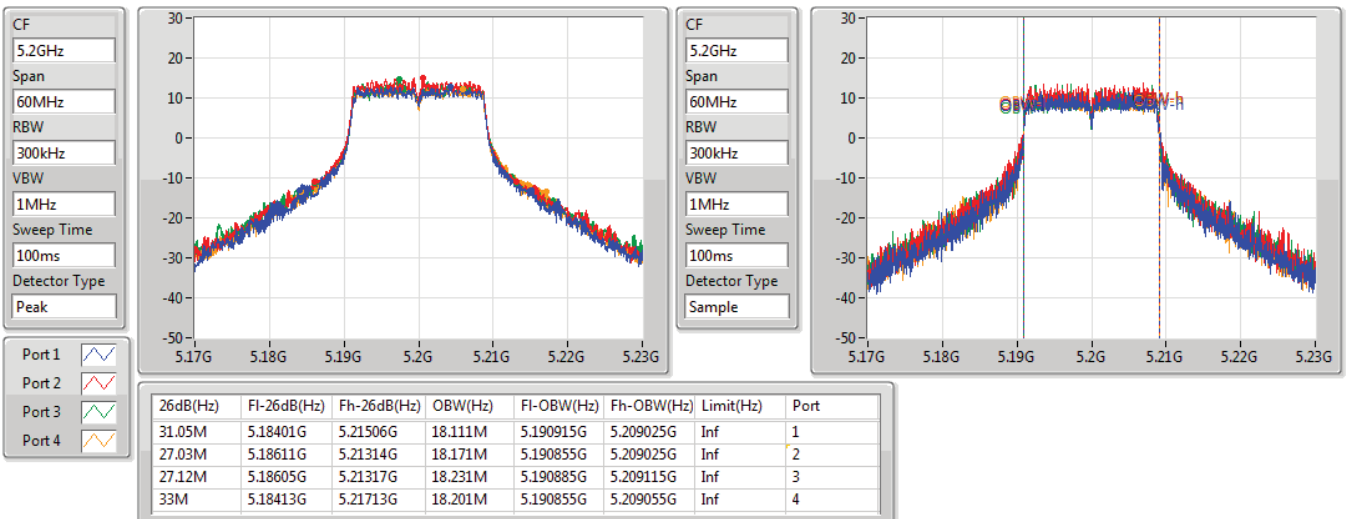 CF
5.2GHz
Span
60MHz
RBW
300kHz
VBW
1MHz
Sweep Time
100ms
Detector Type
Peak
30
20
10
0
-10
-20
-30
-40
-50
5.17G 5.18G 5.19G 5.2G 5.21G 5.22G 5.23G
CF
5.2GHz
Span
60MHz
RBW
300kHz
VBW
1MHz
Sweep Time
100ms
Detector Type
Sample
30
20
10
0
-10
-20
-30
-40
-50
OBW-h
5.17G 5.18G 5.19G 5.2G 5.21G 5.22G 5.23G
Port 1
Port 2
Port 3
Port 4
26dB(Hz) Fl-26dB(Hz) Fh-26dB(Hz) OBW(Hz) Fl-OBW(Hz) Fh-OBW(Hz) Limit(Hz) Port
31.05M 5.18401G 5.21506G 18.111M 5.190915G 5.209025G Inf 1
27.03M 5.18611G 5.21314G 18.171M 5.190855G 5.209025G Inf 2
27.12M 5.18605G 5.21317G 18.231M 5.190885G 5.209115G Inf 3
33M 5.18413G 5.21713G 18.201M 5.190855G 5.209055G Inf 4